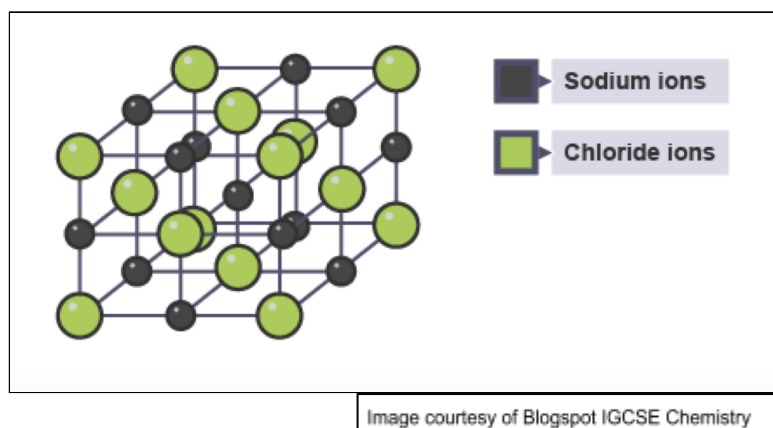 Sodium ions
Chloride ions
Image courtesy of Blogspot IGCSE Chemistry